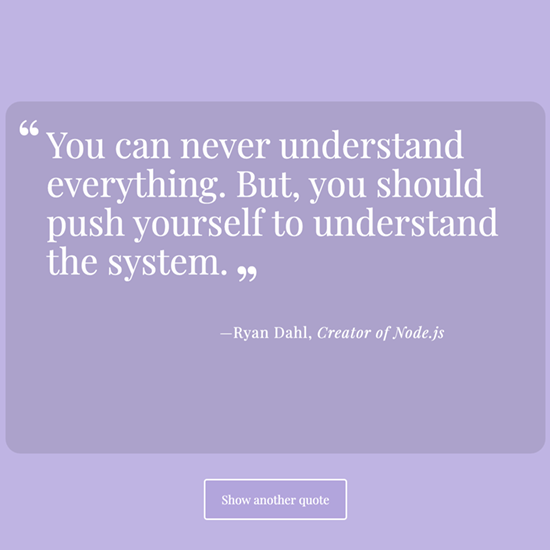 “You can never understand
everything. But, you should
push yourself to understand
the system. ”
—Ryan Dahl, Creator of Node.js
Show another quote